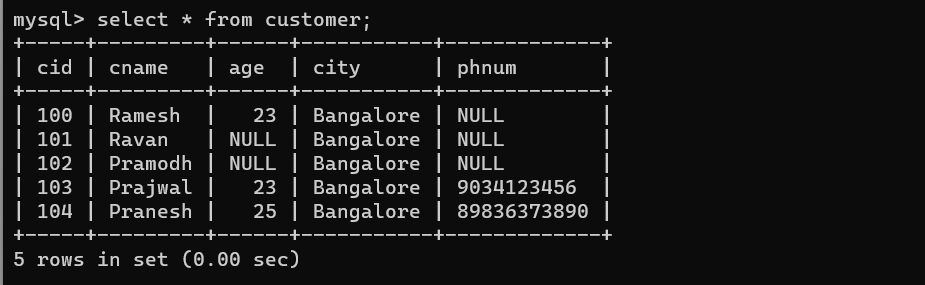 mysql> select * from customer;
+-----+---------+------+-----------+-------------+
| cid | cname   | age  | city      | phnum       |
+-----+---------+------+-----------+-------------+
| 100 | Ramesh  |   23 | Bangalore | NULL        |
| 101 | Ravan   | NULL | Bangalore | NULL        |
| 102 | Pramodh | NULL | Bangalore | NULL        |
| 103 | Prajwal |   23 | Bangalore | 9034123456  |
| 104 | Pranesh |   25 | Bangalore | 89836373890 |
+-----+---------+------+-----------+-------------+
5 rows in set (0.00 sec)